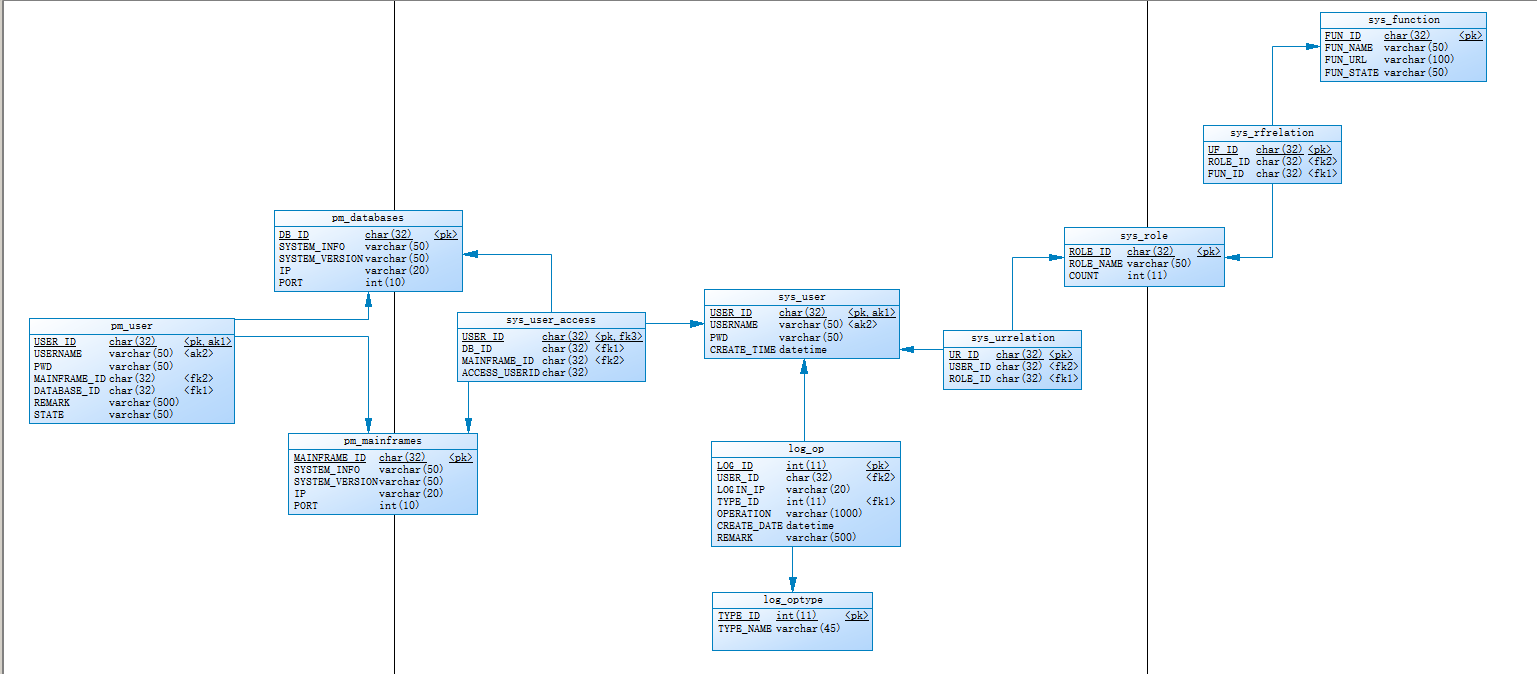 sys_function
FUN_ID char(32) <pk>
FUN_NAME varchar(50)
FUN_URL varchar(100)
FUN_STATE varchar(50)
sys_rfrelation
UF_ID char(32) <pk>
ROLE_ID char(32) <fk2>
FUN_ID char(32) <fk1>
pm_databases
DB_ID char(32) <pk>
SYSTEM_INFO varchar(50)
SYSTEM_VERSION varchar(50)
IP varchar(20)
PORT int(10)
sys_role
ROLE_ID char(32) <pk>
ROLE_NAME varchar(50)
COUNT int(11)
pm_user
USER_ID char(32) <pk,ak1>
USERNAME varchar(50) <ak2>
PWD varchar(50)
MAINFRAME_ID char(32) <fk2>
DATABASE_ID char(32) <fk1>
REMARK varchar(500)
STATE varchar(50)
sys_user_access
USER_ID char(32) <pk,fk3>
DB_ID char(32) <fk1>
MAINFRAME_ID char(32) <fk2>
ACCESS_USERID char(32)
sys_user
USER_ID char(32) <pk,ak1>
USERNAME varchar(50) <ak2>
PWD varchar(50)
CREATE_TIME datetime
sys_urrelation
UR_ID char(32) <pk>
USER_ID char(32) <fk2>
ROLE_ID char(32) <fk1>
pm_mainframes
MAINFRAME_ID char(32) <pk>
SYSTEM_INFO varchar(50)
SYSTEM_VERSION varchar(50)
IP varchar(20)
PORT int(10)
log_op
LOG_ID int(11) <pk>
USER_ID char(32) <fk2>
LOGIN_IP varchar(20)
TYPE_ID int(11) <fk1>
OPERATION varchar(1000)
CREATE_DATE datetime
REMARK varchar(500)
log_optype
TYPE_ID int(11) <pk>
TYPE_NAME varchar(45)